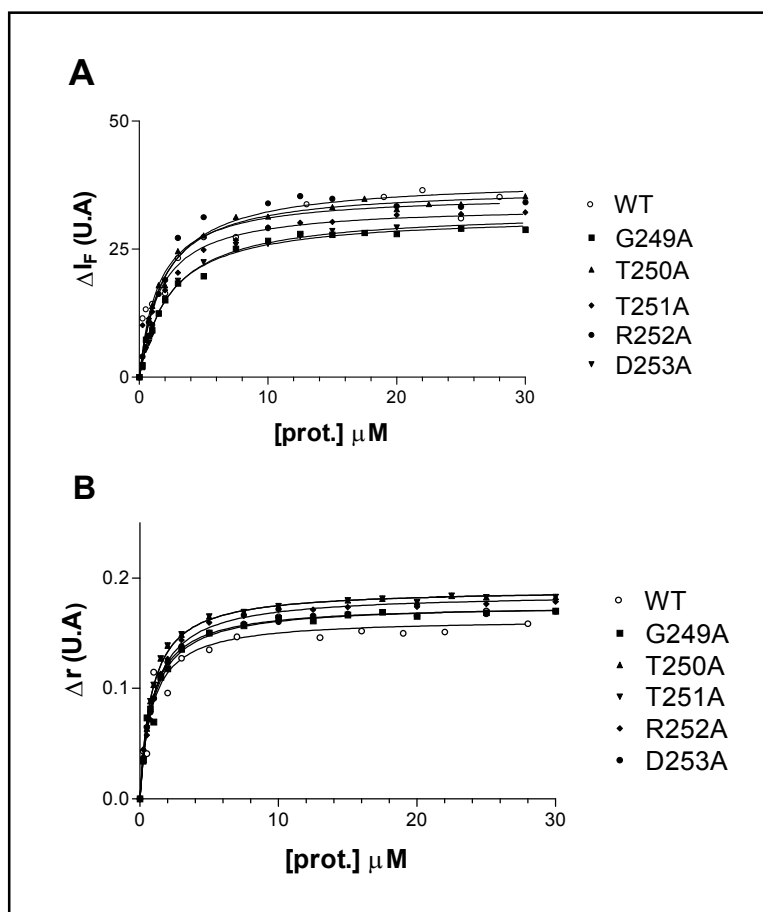 A
50
25
0
ΔI_F (U.A)
0 10 20 30
[prot.] μM
WT
G249A
T250A
T251A
R252A
D253A
B
0.2
0.1
0.0
Δr (U.A)
0 10 20 30
[prot.] μM
WT
G249A
T250A
T251A
R252A
D253A